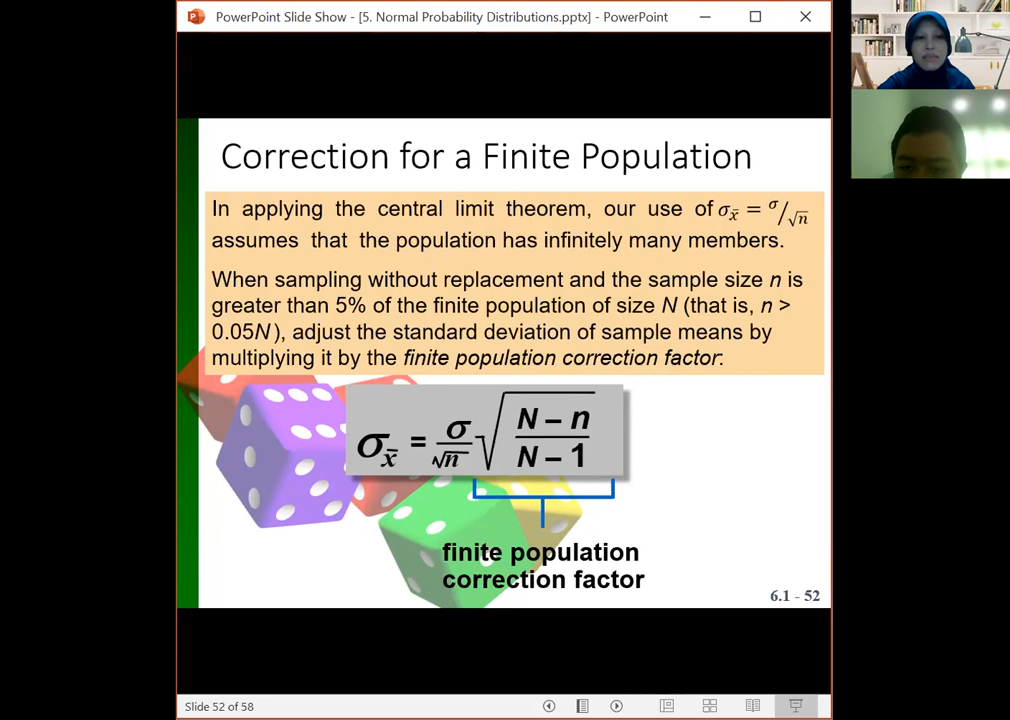 PowerPoint Slide Show - [5. Normal Probability Distributions.pptx] - PowerPoint
Correction for a Finite Population
In applying the central limit theorem, our use of σx̄ = σ/√n
assumes that the population has infinitely many members.
When sampling without replacement and the sample size n is
greater than 5% of the finite population of size N (that is, n >
0.05N), adjust the standard deviation of sample means by
multiplying it by the finite population correction factor:
σx̄ = σ/√n √((N – n)/(N – 1))
finite population
correction factor
6.1 - 52
Slide 52 of 58